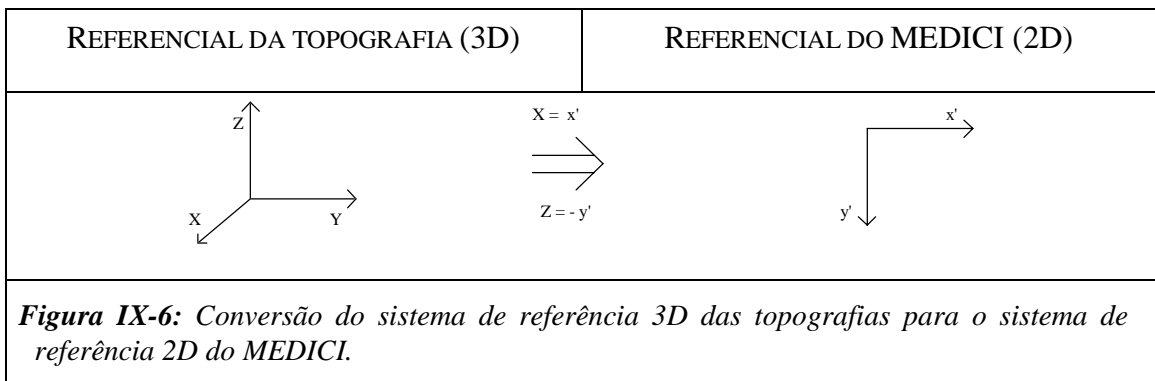 REFERENCIAL DA TOPOGRAFIA (3D)
REFERENCIAL DO MEDICI (2D)
Z
X
Y
X = x'
Z = - y'
x'
y'
Figura IX-6: Conversão do sistema de referência 3D das topografias para o sistema de
referência 2D do MEDICI.